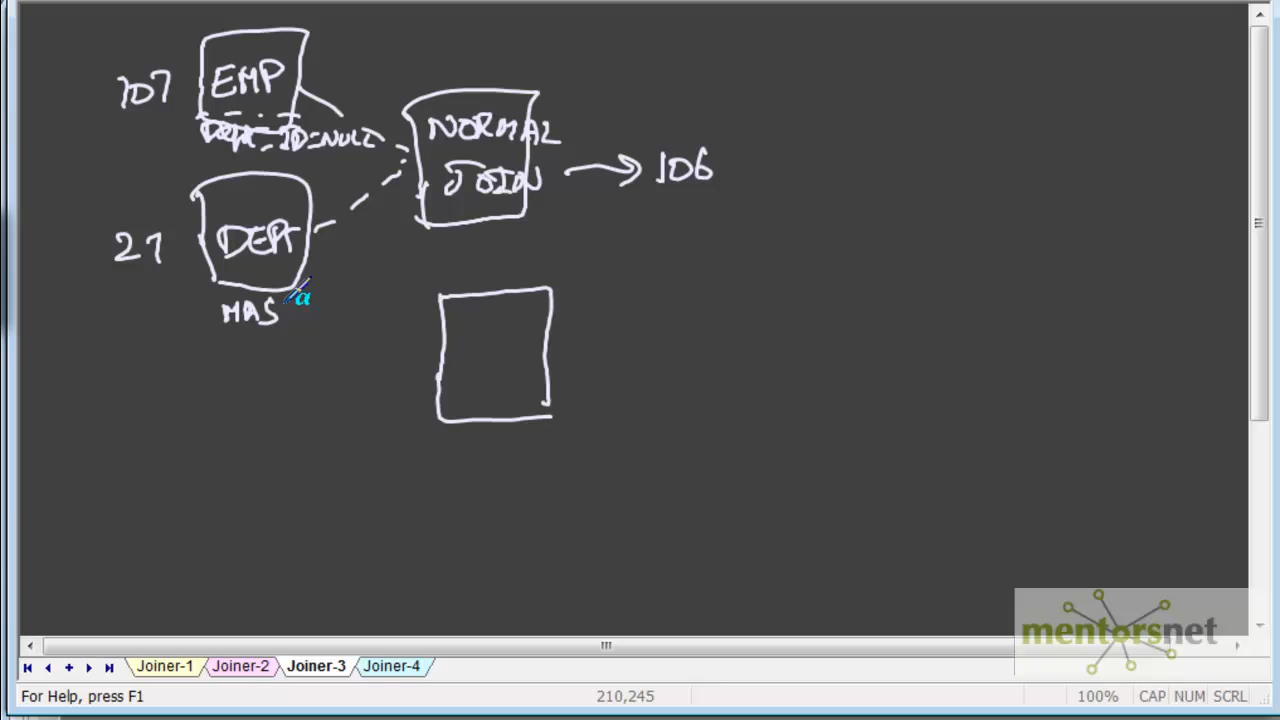 107 EMP
DEPT_ID=NULL
NORMAL
JOIN → 106
27 DEPT
MAS
a
mentorsnet
Joiner-1 Joiner-2 Joiner-3 Joiner-4
For Help, press F1 210,245 100% CAP NUM SCRL